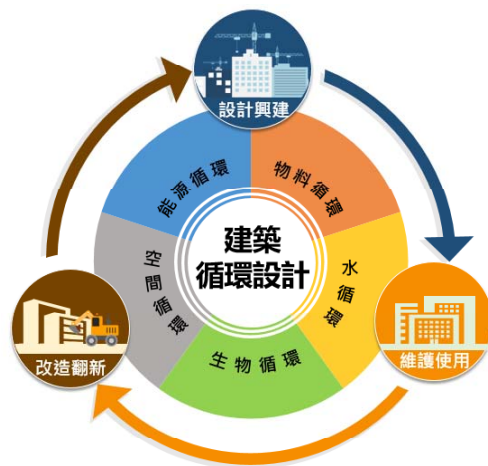 設計興建
能源循環
物料循環
建築
循環設計
空間循環
水循環
生物循環
改造翻新
維護使用